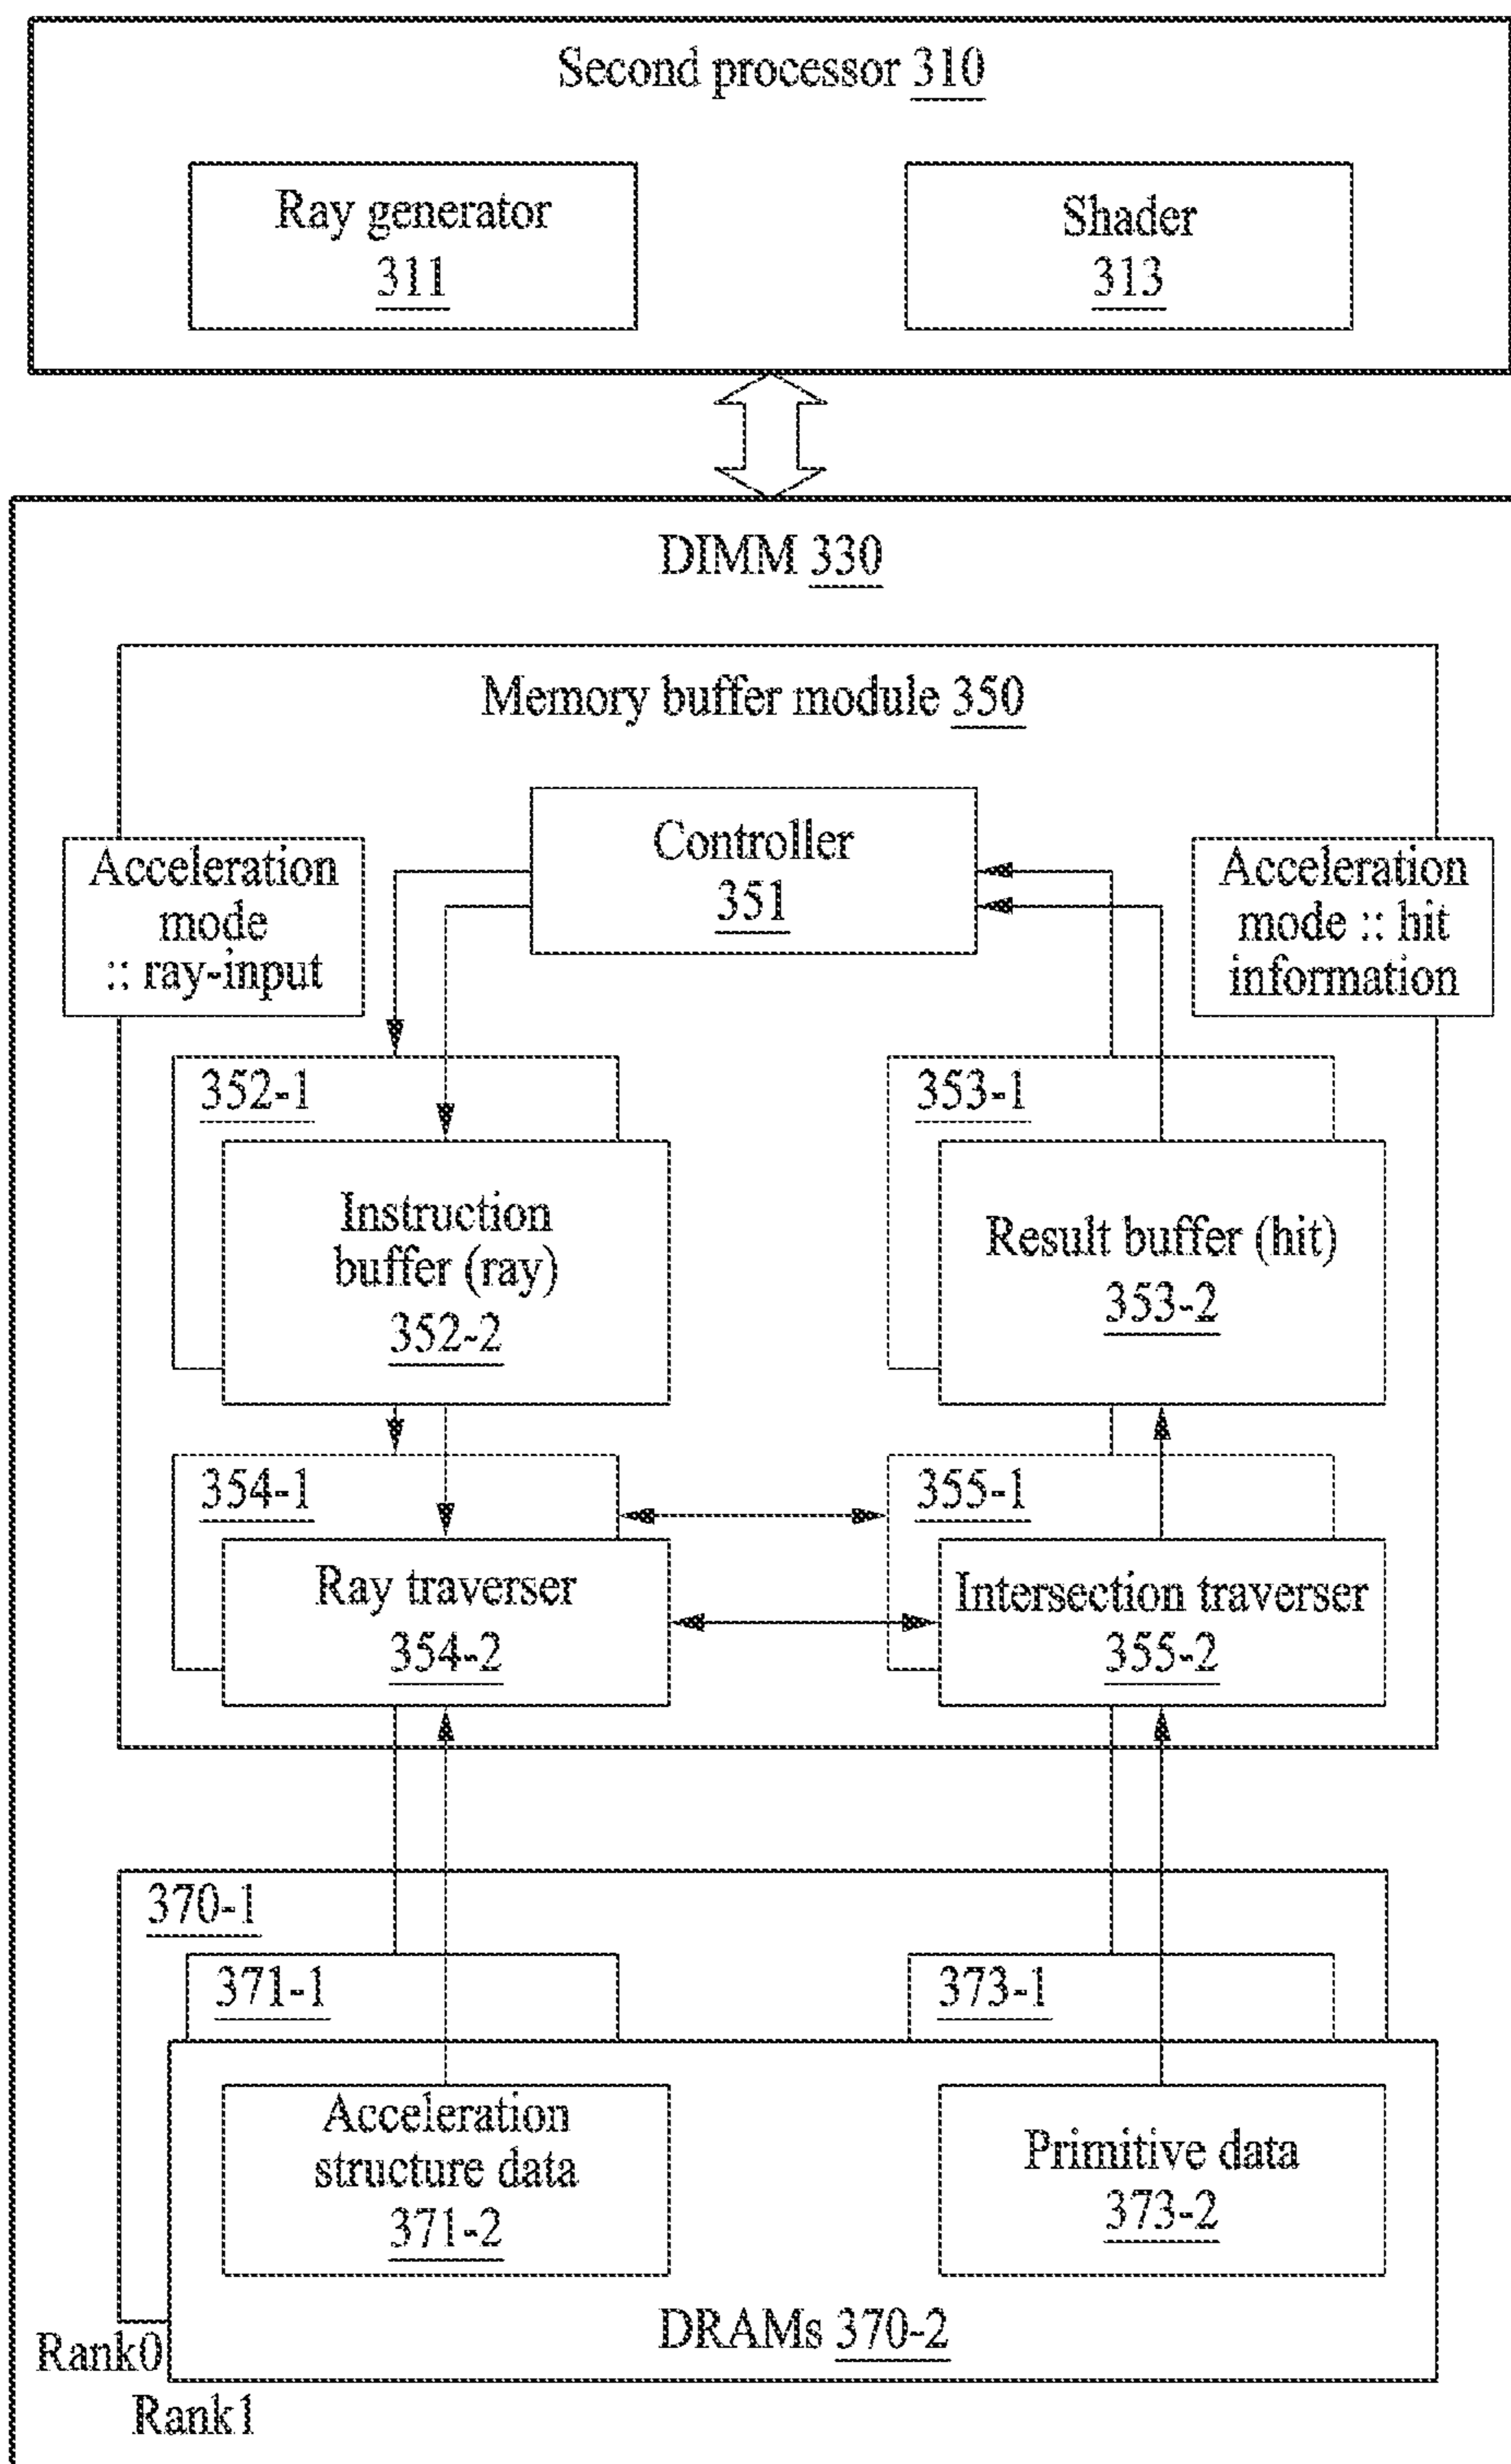 Second processor 310
Ray generator
311
Shader
313
DIMM 330
Memory buffer module 350
Controller
351
Acceleration
mode
:: ray-input
Acceleration
mode :: hit
information
352-1
Instruction
buffer (ray)
352-2
353-1
Result buffer (hit)
353-2
354-1
Ray traverser
354-2
355-1
Intersection traverser
355-2
370-1
371-1
373-1
Acceleration
structure data
371-2
Primitive data
373-2
DRAMs 370-2
Rank0
Rank1